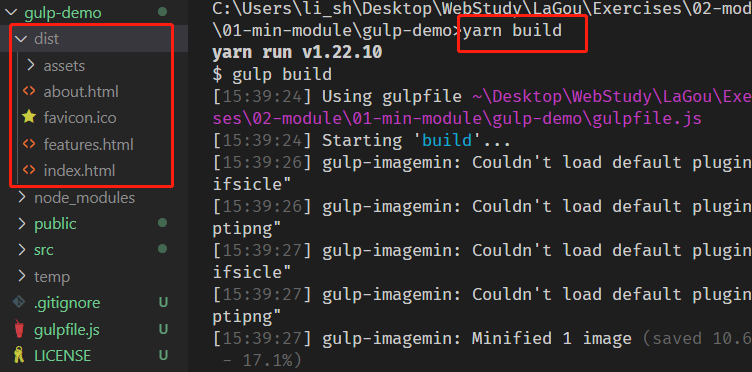 gulp-demo
dist
assets
about.html
favicon.ico
features.html
index.html
node_modules
public
src
temp
.gitignore U
gulpfile.js U
LICENSE U
C:\Users\li_sh\Desktop\WebStudy\LaGou\Exercises\02-mod
\01-min-module\gulp-demo>yarn build
yarn run v1.22.10
$ gulp build
[15:39:24] Using gulpfile ~\Desktop\WebStudy\LaGou\Exe
ses\02-module\01-min-module\gulp-demo\gulpfile.js
[15:39:24] Starting 'build'...
[15:39:26] gulp-imagemin: Couldn't load default plugin
ifsicle"
[15:39:26] gulp-imagemin: Couldn't load default plugin
ptipng"
[15:39:27] gulp-imagemin: Couldn't load default plugin
ifsicle"
[15:39:27] gulp-imagemin: Couldn't load default plugin
ptipng"
[15:39:27] gulp-imagemin: Minified 1 image (saved 10.6
- 17.1%)